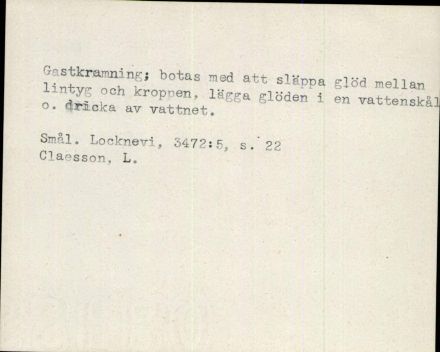 Gastkramning; botas med att släppa glöd mellan
lintyg och kroppen, lägga glöden i en vattenskål
o. dricka av vattnet.
Smål. Locknevi, 3472:5, s. 22
Claesson, L.